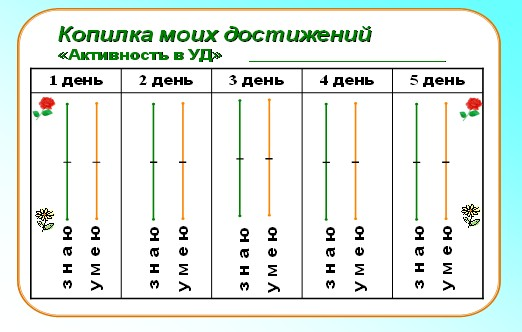 Копилка моих достижений
«Активность в УД» ____________________
1 день 2 день 3 день 4 день 5 день
знаю умею знаю умею знаю умею знаю умею знаю умею